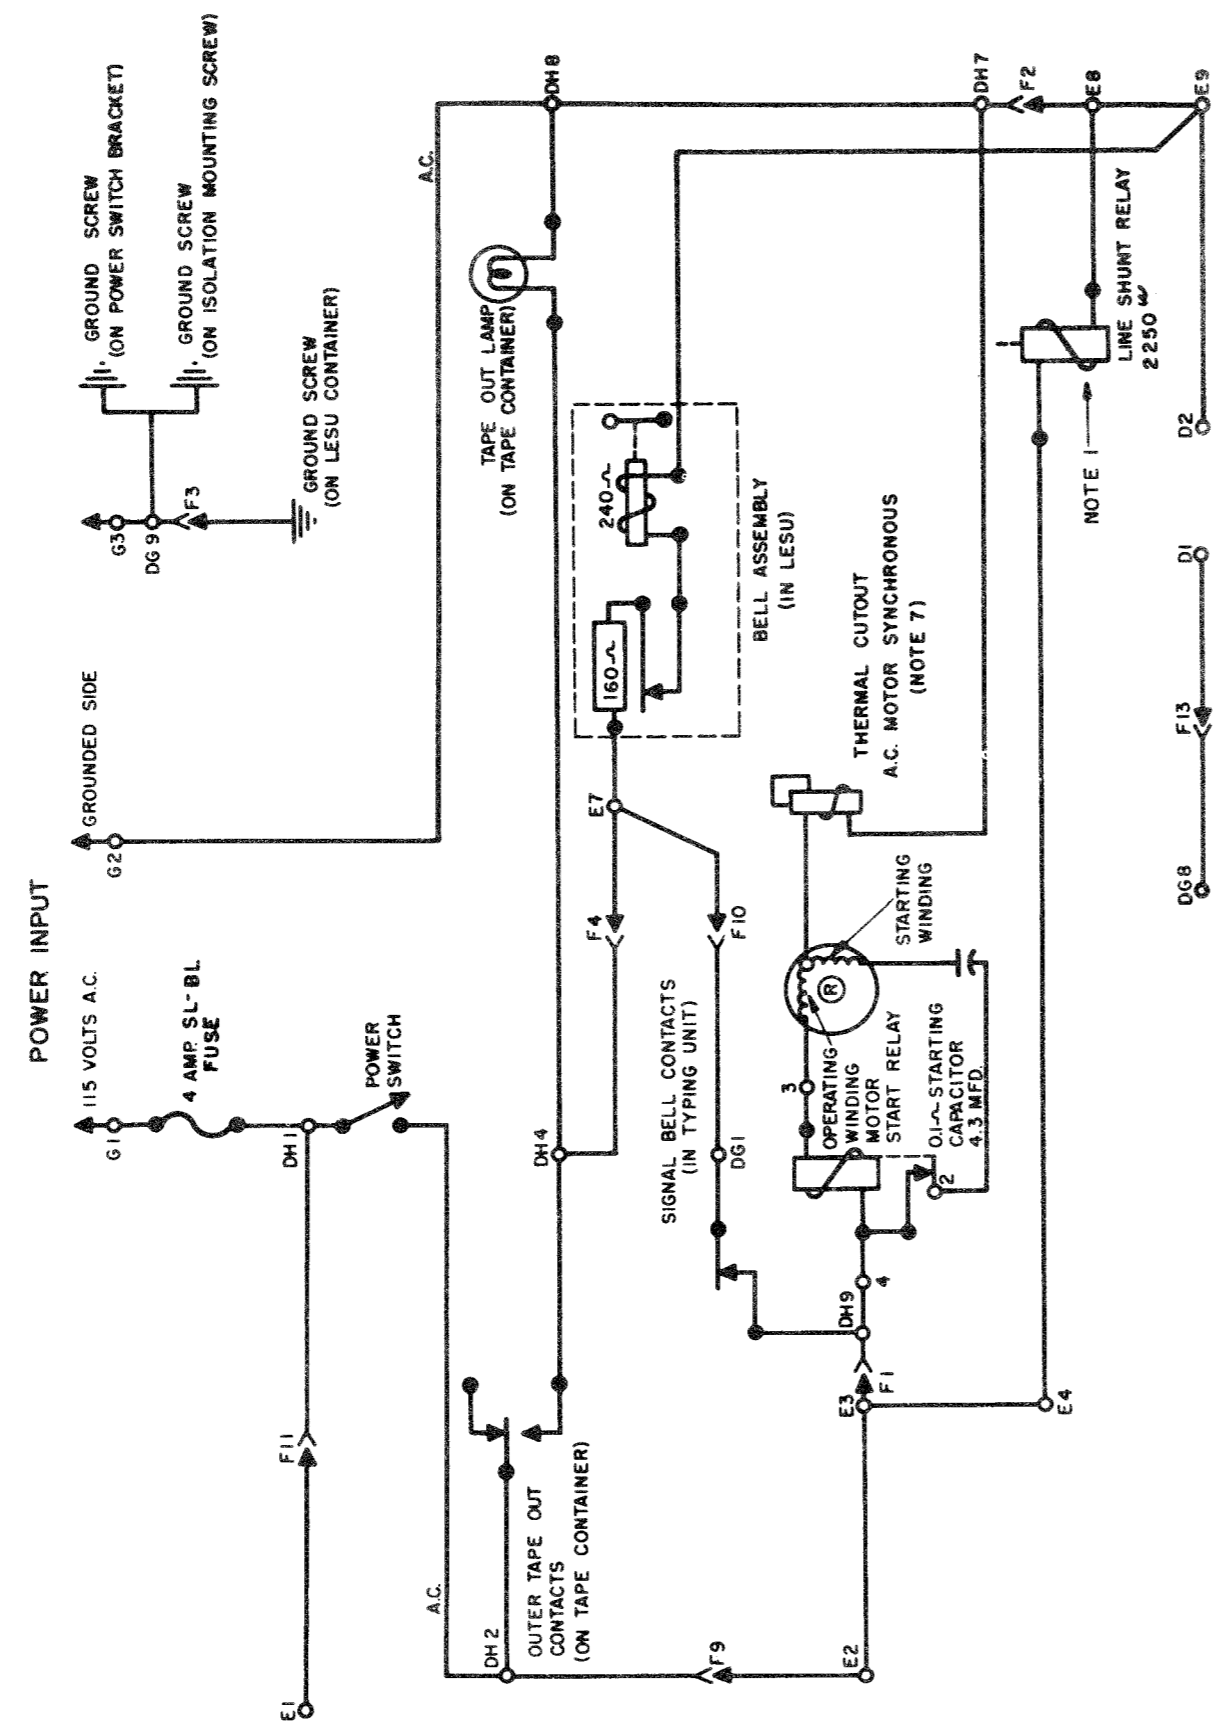 POWER INPUT
115 VOLTS A.C.
GROUNDED SIDE
G1
4 AMP. SL-BL
FUSE
DH1
POWER
SWITCH
F11
E1
G2
G3
DG9
F3
GROUND SCREW
(ON POWER SWITCH BRACKET)
GROUND SCREW
(ON ISOLATION MOUNTING SCREW)
GROUND SCREW
(ON LESU CONTAINER)
A.C.
A.C.
DH2
OUTER TAPE OUT
CONTACTS
(ON TAPE CONTAINER)
DH4
TAPE OUT LAMP
(ON TAPE CONTAINER)
DH8
F4
E7
160
240
BELL ASSEMBLY
(IN LESU)
SIGNAL BELL CONTACTS
(IN TYPING UNIT)
DG1
F10
F9
E2
E3
F1
DH9
4
3
2
OPERATING
WINDING
MOTOR
START RELAY
0.1 STARTING
CAPACITOR
4.3 MFD.
R
STARTING
WINDING
THERMAL CUTOUT
A.C. MOTOR SYNCHRONOUS
(NOTE 7)
DH7
F2
E8
E9
E4
LINE SHUNT RELAY
2250
NOTE 1
DG8
F13
D1
D2